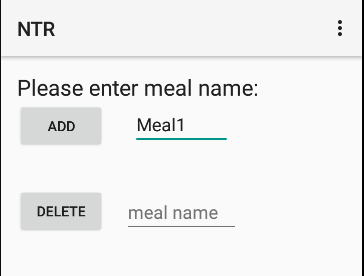 NTR
Please enter meal name:
ADD Meal1
DELETE meal name